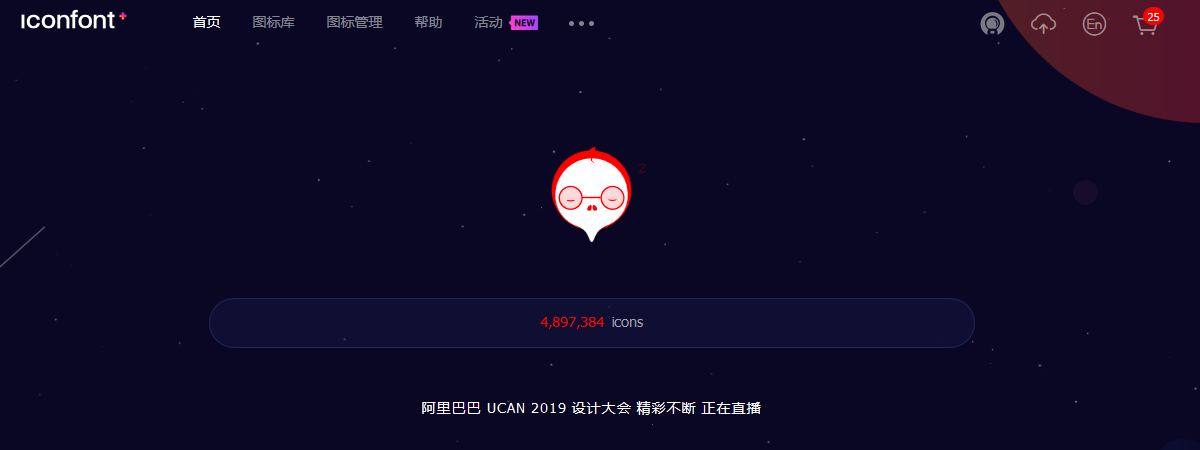 iconfont+ 首页 图标库 图标管理 帮助 活动 NEW En 25
z
4,897,384 icons
阿里巴巴 UCAN 2019 设计大会 精彩不断 正在直播